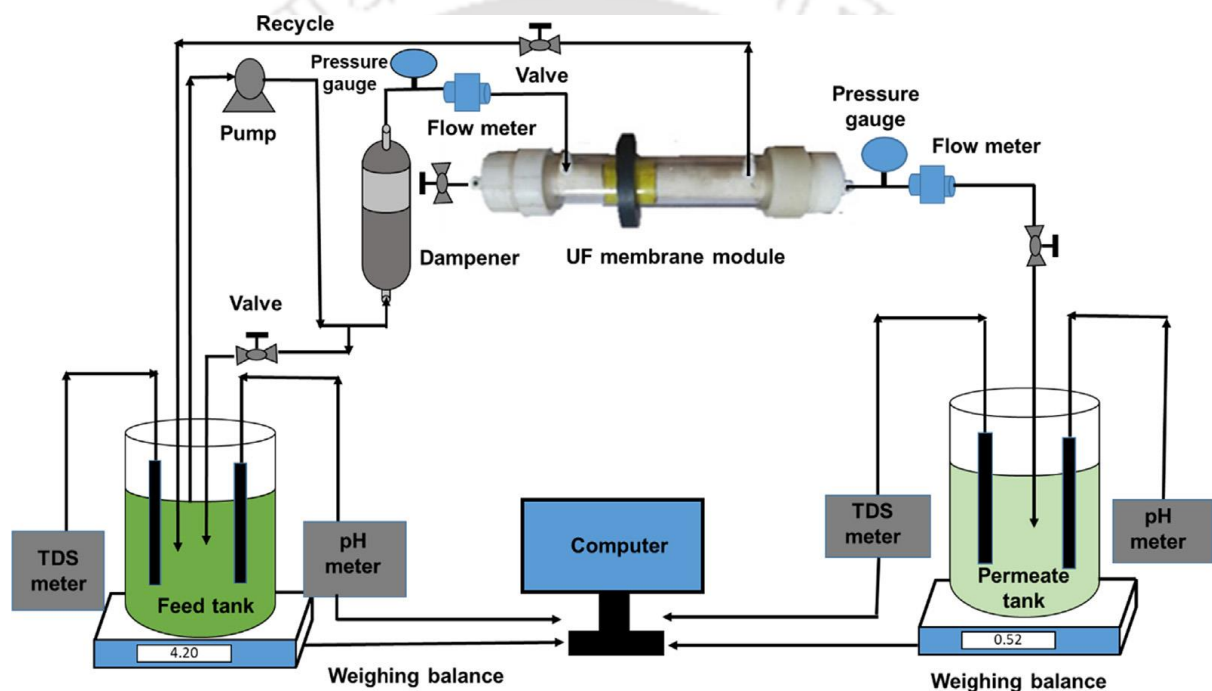 Recycle
Pressure
gauge
Valve
Pump
Flow meter
Pressure
gauge
Flow meter
Dampener
UF membrane module
Valve
TDS
meter
pH
meter
Feed tank
4.20
Weighing balance
Computer
TDS
meter
pH
meter
Permeate
tank
0.52
Weighing balance